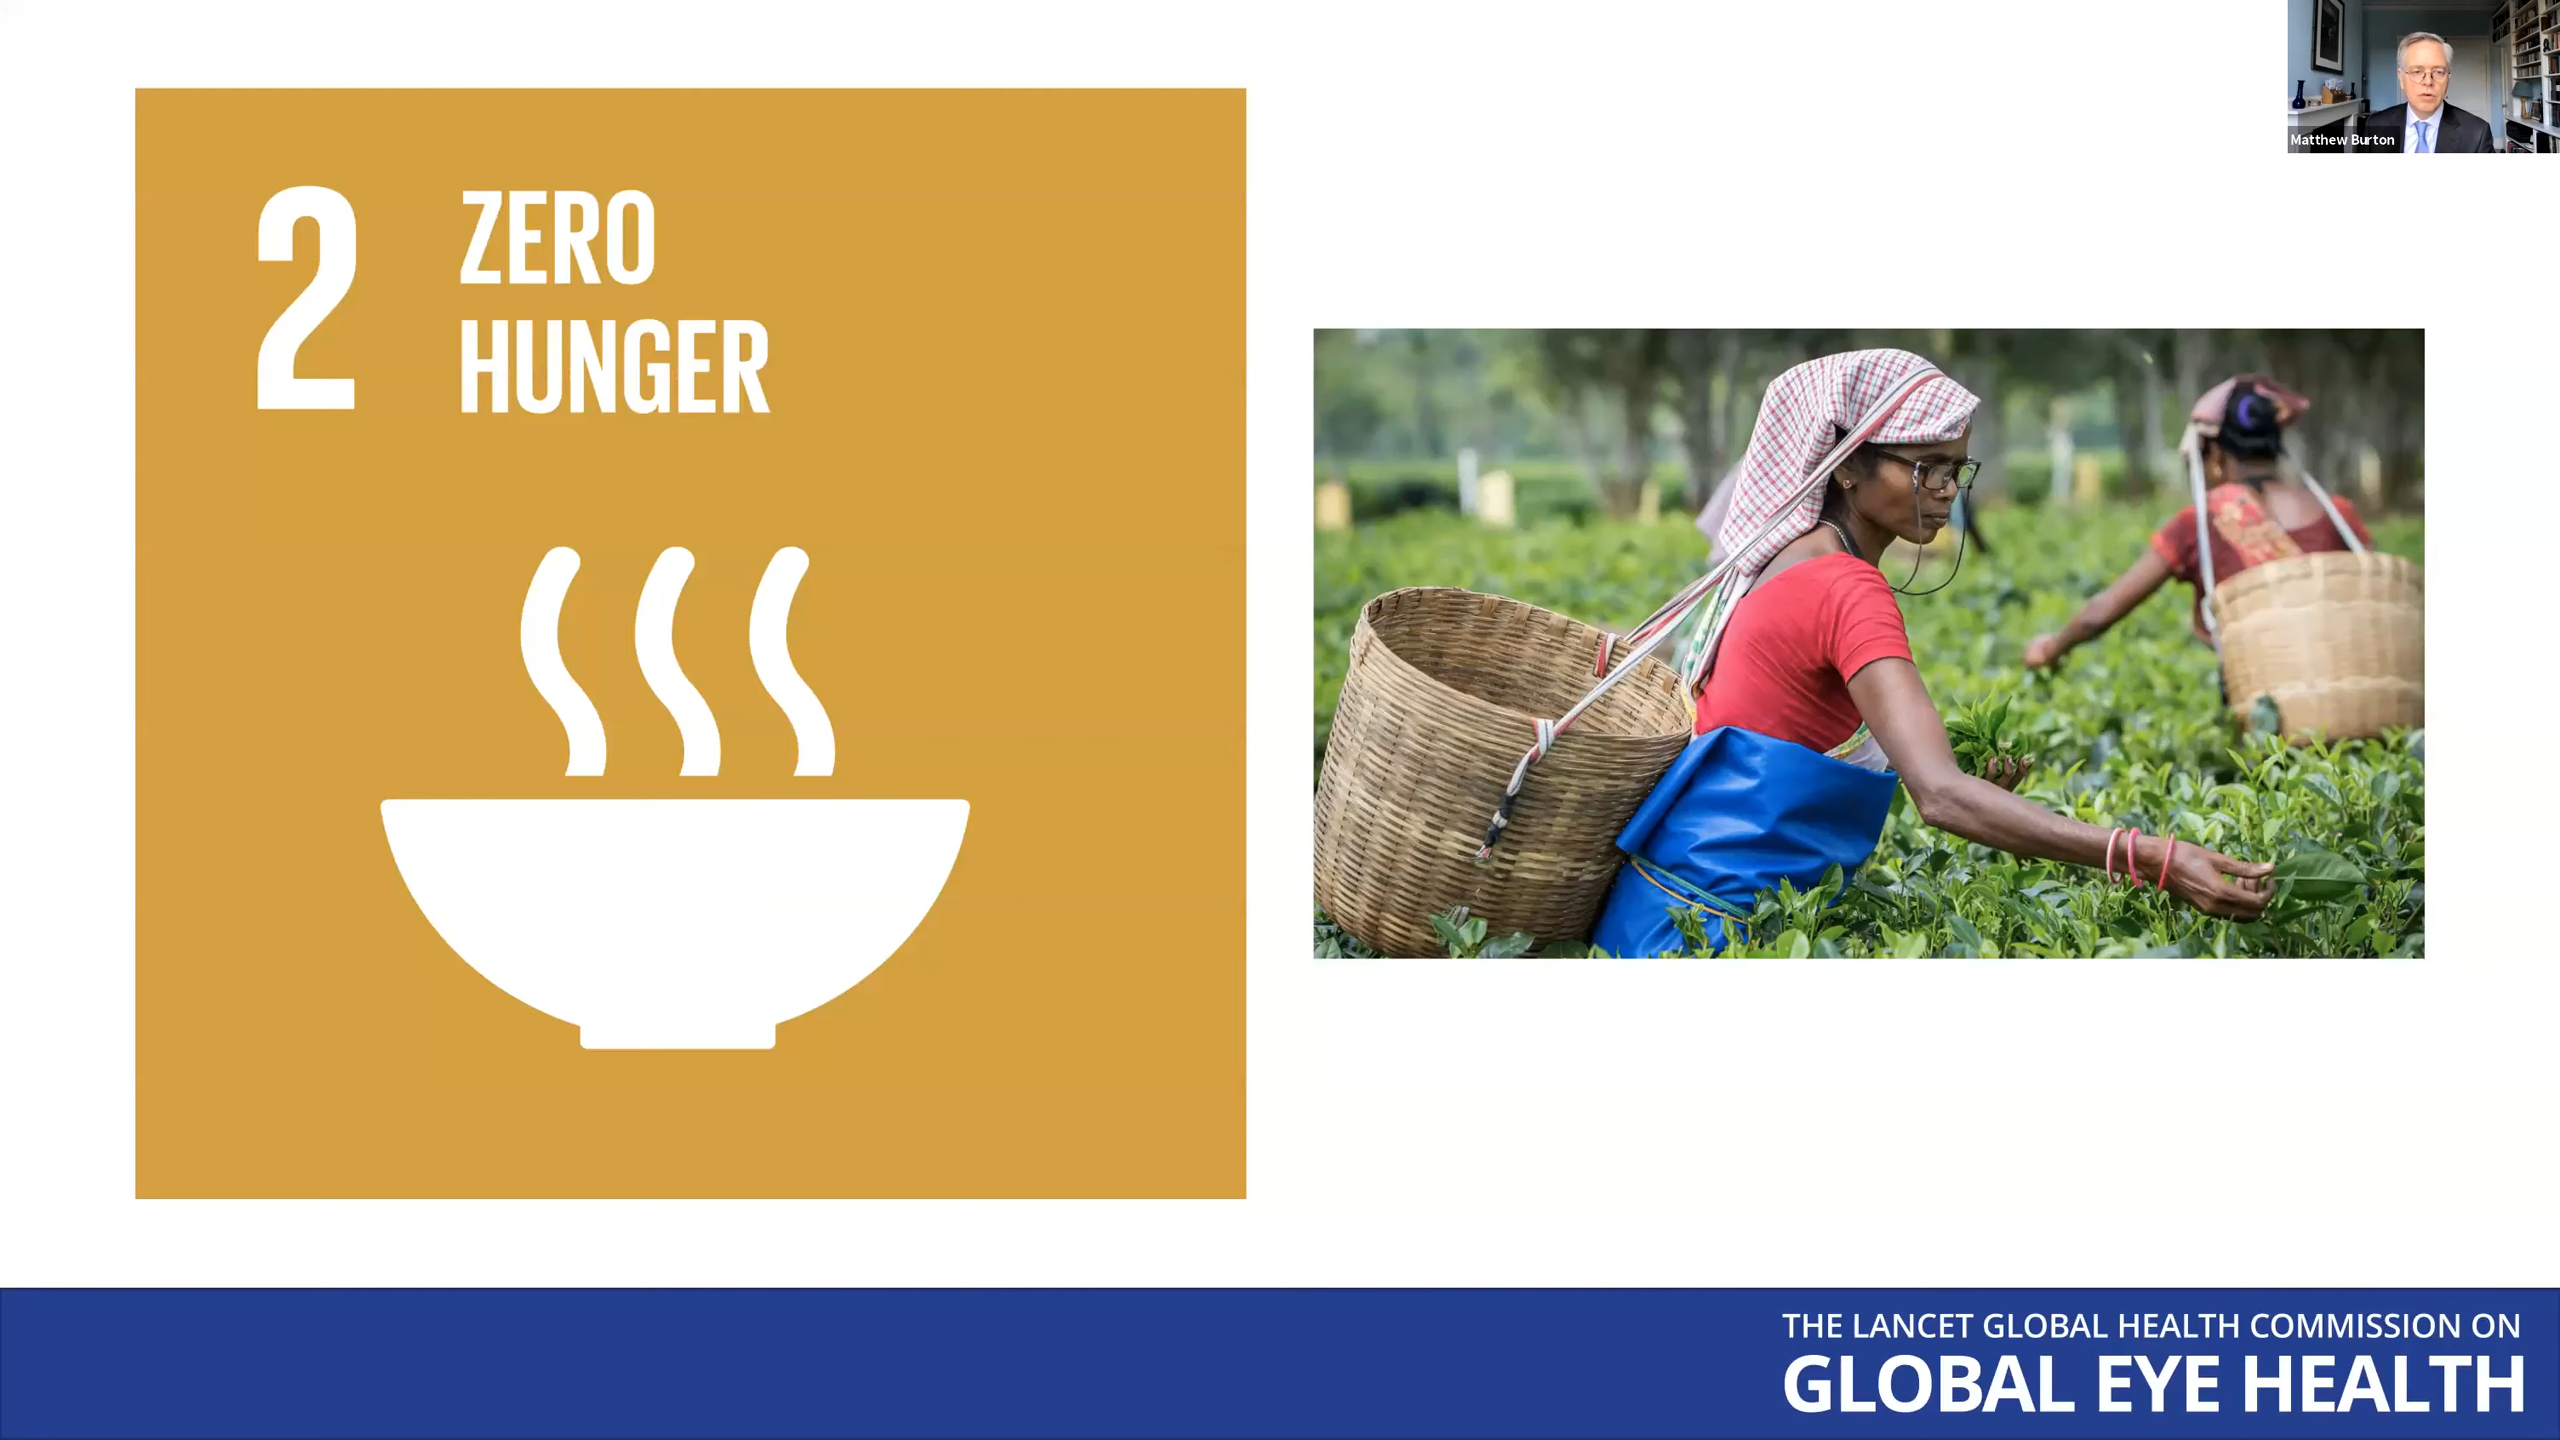 Matthew Burton
2
ZERO
HUNGER
THE LANCET GLOBAL HEALTH COMMISSION ON
GLOBAL EYE HEALTH